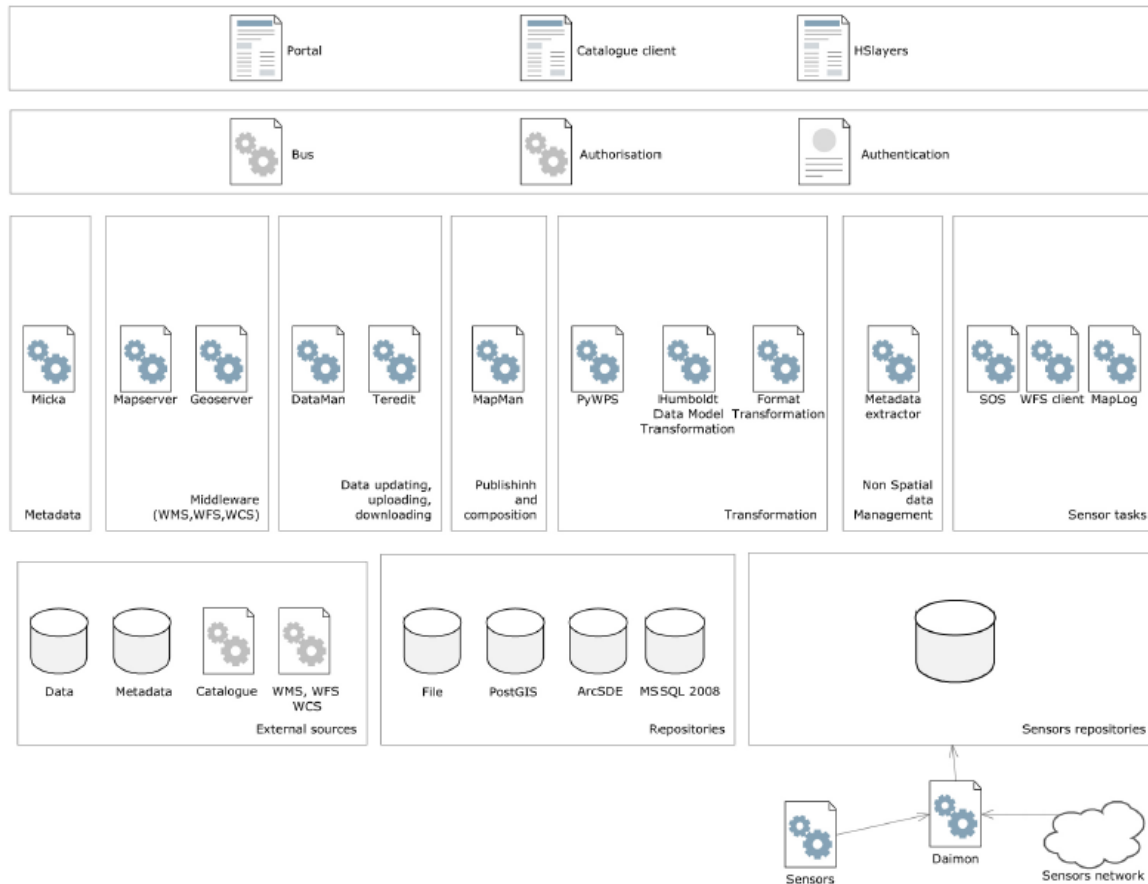 Portal
Catalogue client
HSlayers
Bus
Authorisation
Authentication
Micka
Metadata
Mapserver
Geoserver
Middleware
(WMS,WFS,WCS)
DataMan
Teredit
Data updating,
uploading,
downloading
MapMan
Publishinh
and
composition
PyWPS
Humboldt
Data Model
Transformation
Format
Transformation
Transformation
Metadata
extractor
Non Spatial
data
Management
SOS
WFS client
MapLog
Sensor tasks
Data
Metadata
Catalogue
WMS, WFS
WCS
External sources
File
PostGIS
ArcSDE
MSSQL 2008
Repositories
Sensors repositories
Sensors
Daimon
Sensors network